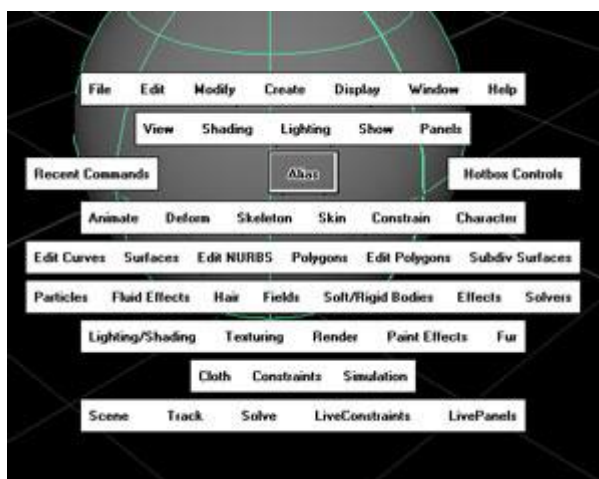 File Edit Modify Create Display Window Help
View Shading Lighting Show Panels
Recent Commands Alias Hotbox Controls
Animate Deform Skeleton Skin Constrain Character
Edit Curves Surfaces Edit NURBS Polygons Edit Polygons Subdiv Surfaces
Particles Fluid Effects Hair Fields Soft/Rigid Bodies Effects Solvers
Lighting/Shading Texturing Render Paint Effects Fur
Cloth Constraints Simulation
Scene Track Solve LiveConstraints LivePanels